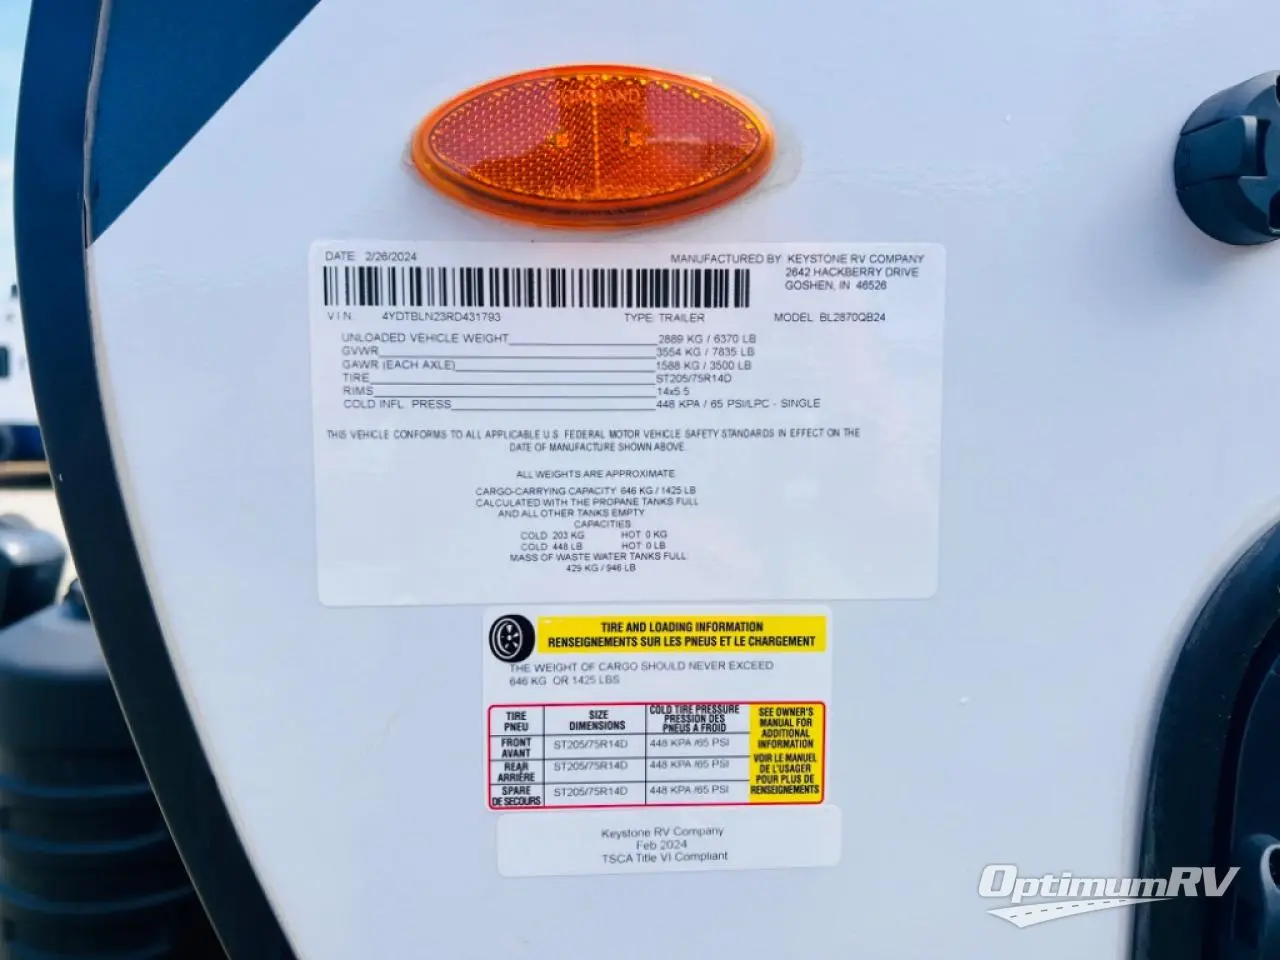 COMMAND
DATE 2/26/2024 MANUFACTURED BY KEYSTONE RV COMPANY
2642 HACKBERRY DRIVE
GOSHEN, IN 46526
V I N. 4YDTBLN23RD431793 TYPE: TRAILER MODEL BL2870QB24
UNLOADED VEHICLE WEIGHT 2889 KG / 6370 LB
GVWR 3554 KG / 7835 LB
GAWR (EACH AXLE) 1588 KG / 3500 LB
TIRE ST205/75R14D
RIMS 14x5.5
COLD INFL. PRESS 448 KPA / 65 PSI/LPC - SINGLE
THIS VEHICLE CONFORMS TO ALL APPLICABLE U.S. FEDERAL MOTOR VEHICLE SAFETY STANDARDS IN EFFECT ON THE
DATE OF MANUFACTURE SHOWN ABOVE.
ALL WEIGHTS ARE APPROXIMATE
CARGO-CARRYING CAPACITY 646 KG / 1425 LB
CALCULATED WITH THE PROPANE TANKS FULL
AND ALL OTHER TANKS EMPTY
CAPACITIES
COLD 203 KG HOT 0 KG
COLD 448 LB HOT 0 LB
MASS OF WASTE WATER TANKS FULL
429 KG / 946 LB
TIRE AND LOADING INFORMATION
RENSEIGNEMENTS SUR LES PNEUS ET LE CHARGEMENT
THE WEIGHT OF CARGO SHOULD NEVER EXCEED
646 KG OR 1425 LBS
TIRE
PNEU
SIZE
DIMENSIONS
COLD TIRE PRESSURE
PRESSION DES
PNEUS A FROID
SEE OWNER'S
MANUAL FOR
ADDITIONAL
INFORMATION
VOIR LE MANUEL
DE L'USAGER
POUR PLUS DE
RENSEIGNEMENTS
FRONT
AVANT
ST205/75R14D 448 KPA /65 PSI
REAR
ARRIÈRE
ST205/75R14D 448 KPA /65 PSI
SPARE
DE SECOURS
ST205/75R14D 448 KPA /65 PSI
Keystone RV Company
Feb 2024
TSCA Title VI Compliant
OptimumRV